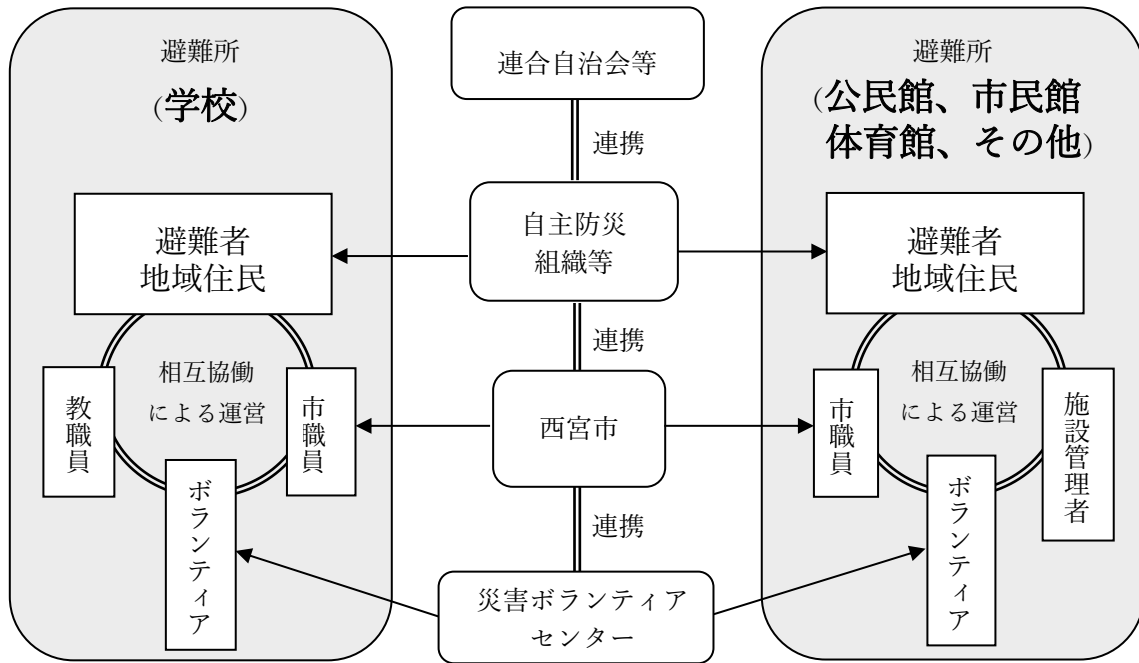 避難所
(学校)
避難者
地域住民
相互協働
による運営
教職員
市職員
ボランティア
連合自治会等
連携
自主防災
組織等
連携
西宮市
連携
災害ボランティア
センター
避難所
(公民館、市民館
体育館、その他)
避難者
地域住民
相互協働
による運営
市職員
施設管理者
ボランティア